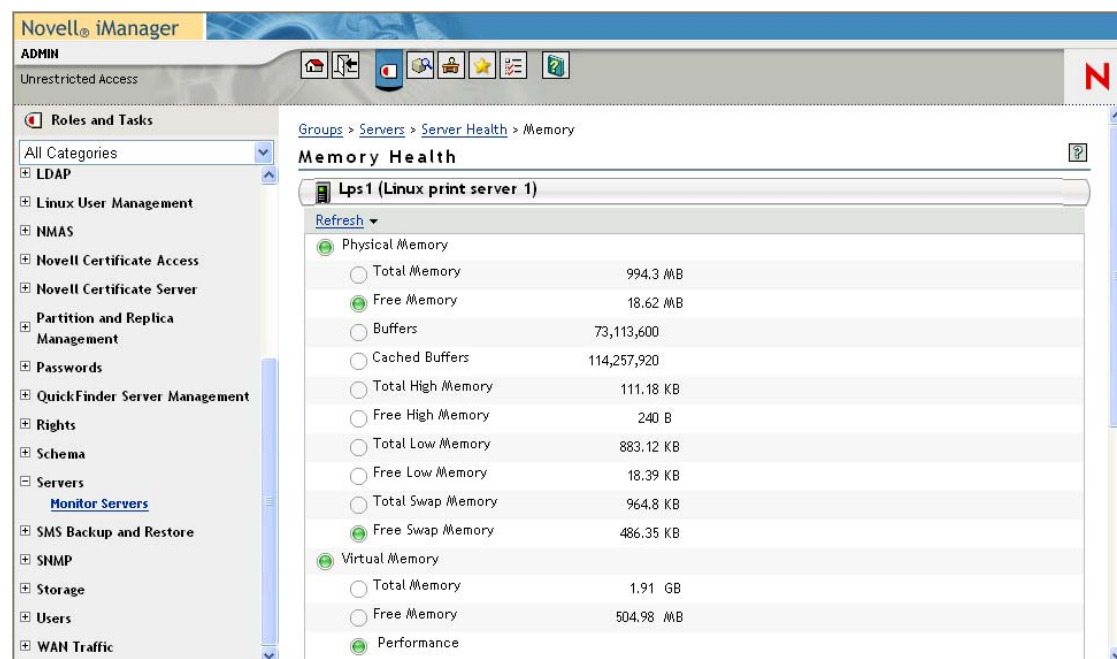 Novell® iManager
ADMIN
Unrestricted Access
N
Roles and Tasks
All Categories
LDAP
Linux User Management
NMAS
Novell Certificate Access
Novell Certificate Server
Partition and Replica
Management
Passwords
QuickFinder Server Management
Rights
Schema
Servers
Monitor Servers
SMS Backup and Restore
SNMP
Storage
Users
WAN Traffic
Groups > Servers > Server Health > Memory
Memory Health
?
Lps1 (Linux print server 1)
Refresh
Physical Memory
Total Memory 994.3 MB
Free Memory 18.62 MB
Buffers 73,113,600
Cached Buffers 114,257,920
Total High Memory 111.18 KB
Free High Memory 240 B
Total Low Memory 883.12 KB
Free Low Memory 18.39 KB
Total Swap Memory 964.8 KB
Free Swap Memory 486.35 KB
Virtual Memory
Total Memory 1.91 GB
Free Memory 504.98 MB
Performance